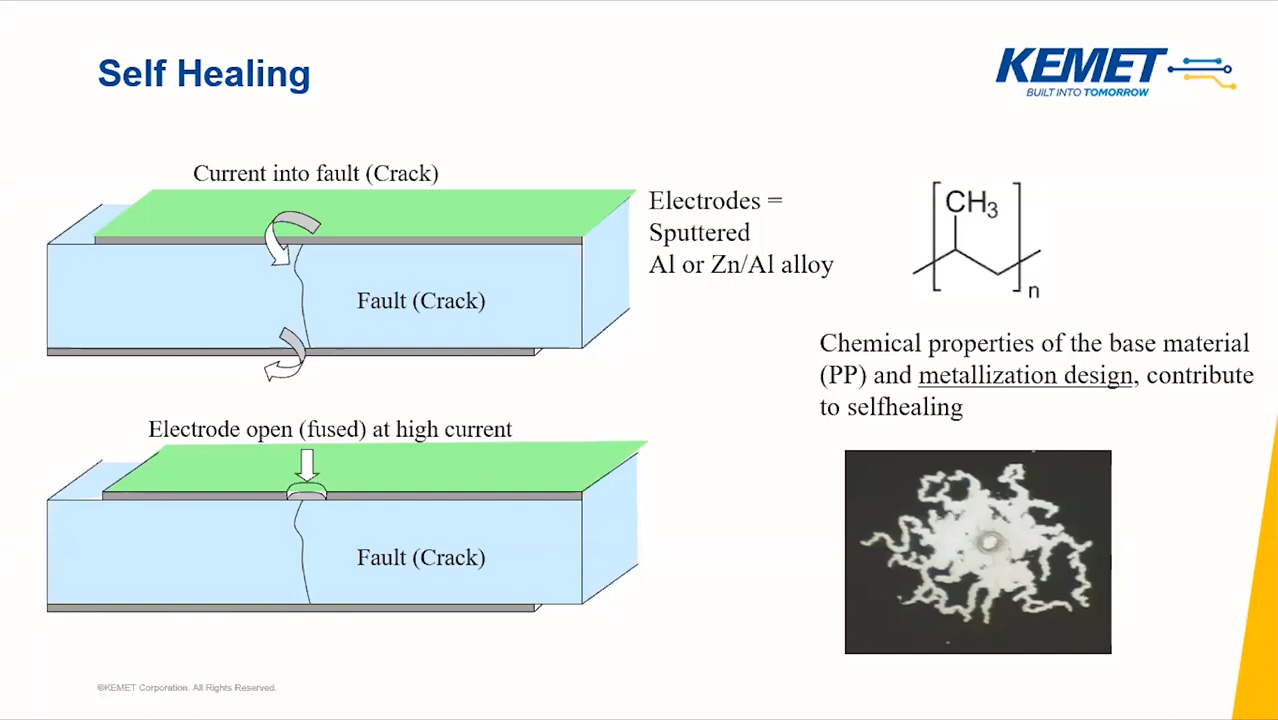 Self Healing
KEMET
BUILT INTO TOMORROW
Current into fault (Crack)
Fault (Crack)
Electrodes =
Sputtered
Al or Zn/Al alloy
CH₃
n
Chemical properties of the base material
(PP) and metallization design, contribute
to selfhealing
Electrode open (fused) at high current
Fault (Crack)
©KEMET Corporation. All Rights Reserved.